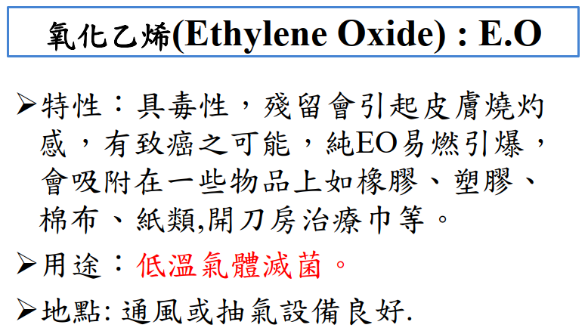 氧化乙烯(Ethylene Oxide) : E.O
➢特性：具毒性，殘留會引起皮膚燒灼
感，有致癌之可能，純EO易燃引爆，
會吸附在一些物品上如橡膠、塑膠、
棉布、紙類,開刀房治療巾等。
➢用途：低溫氣體滅菌。
➢地點: 通風或抽氣設備良好.